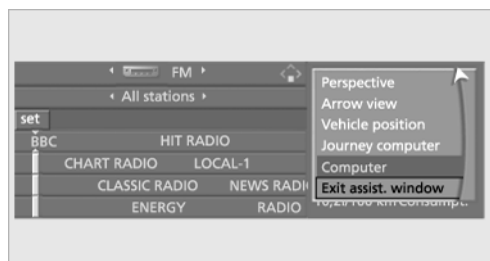 FM
All stations
set
BBC HIT RADIO
CHART RADIO LOCAL-1
CLASSIC RADIO NEWS RADI
ENERGY RADIO
Perspective
Arrow view
Vehicle position
Journey computer
Computer
Exit assist. window
Consumpt.